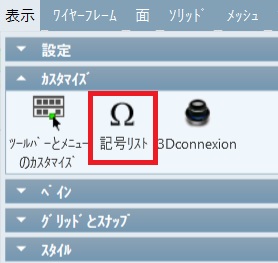 表示 ﾜｲﾔｰﾌﾚｰﾑ 面 ｿﾘｯﾄﾞ ﾒｯｼｭ
設定
ｶｽﾀﾏｲｽﾞ
ﾂｰﾙﾊﾞｰとﾒﾆｭｰ
のｶｽﾀﾏｲｽﾞ
Ω
記号ﾘｽﾄ
3Dconnexion
ﾍﾟｲﾝ
ｸﾞﾘｯﾄﾞとｽﾅｯﾌﾟ
ｽﾀｲﾙ